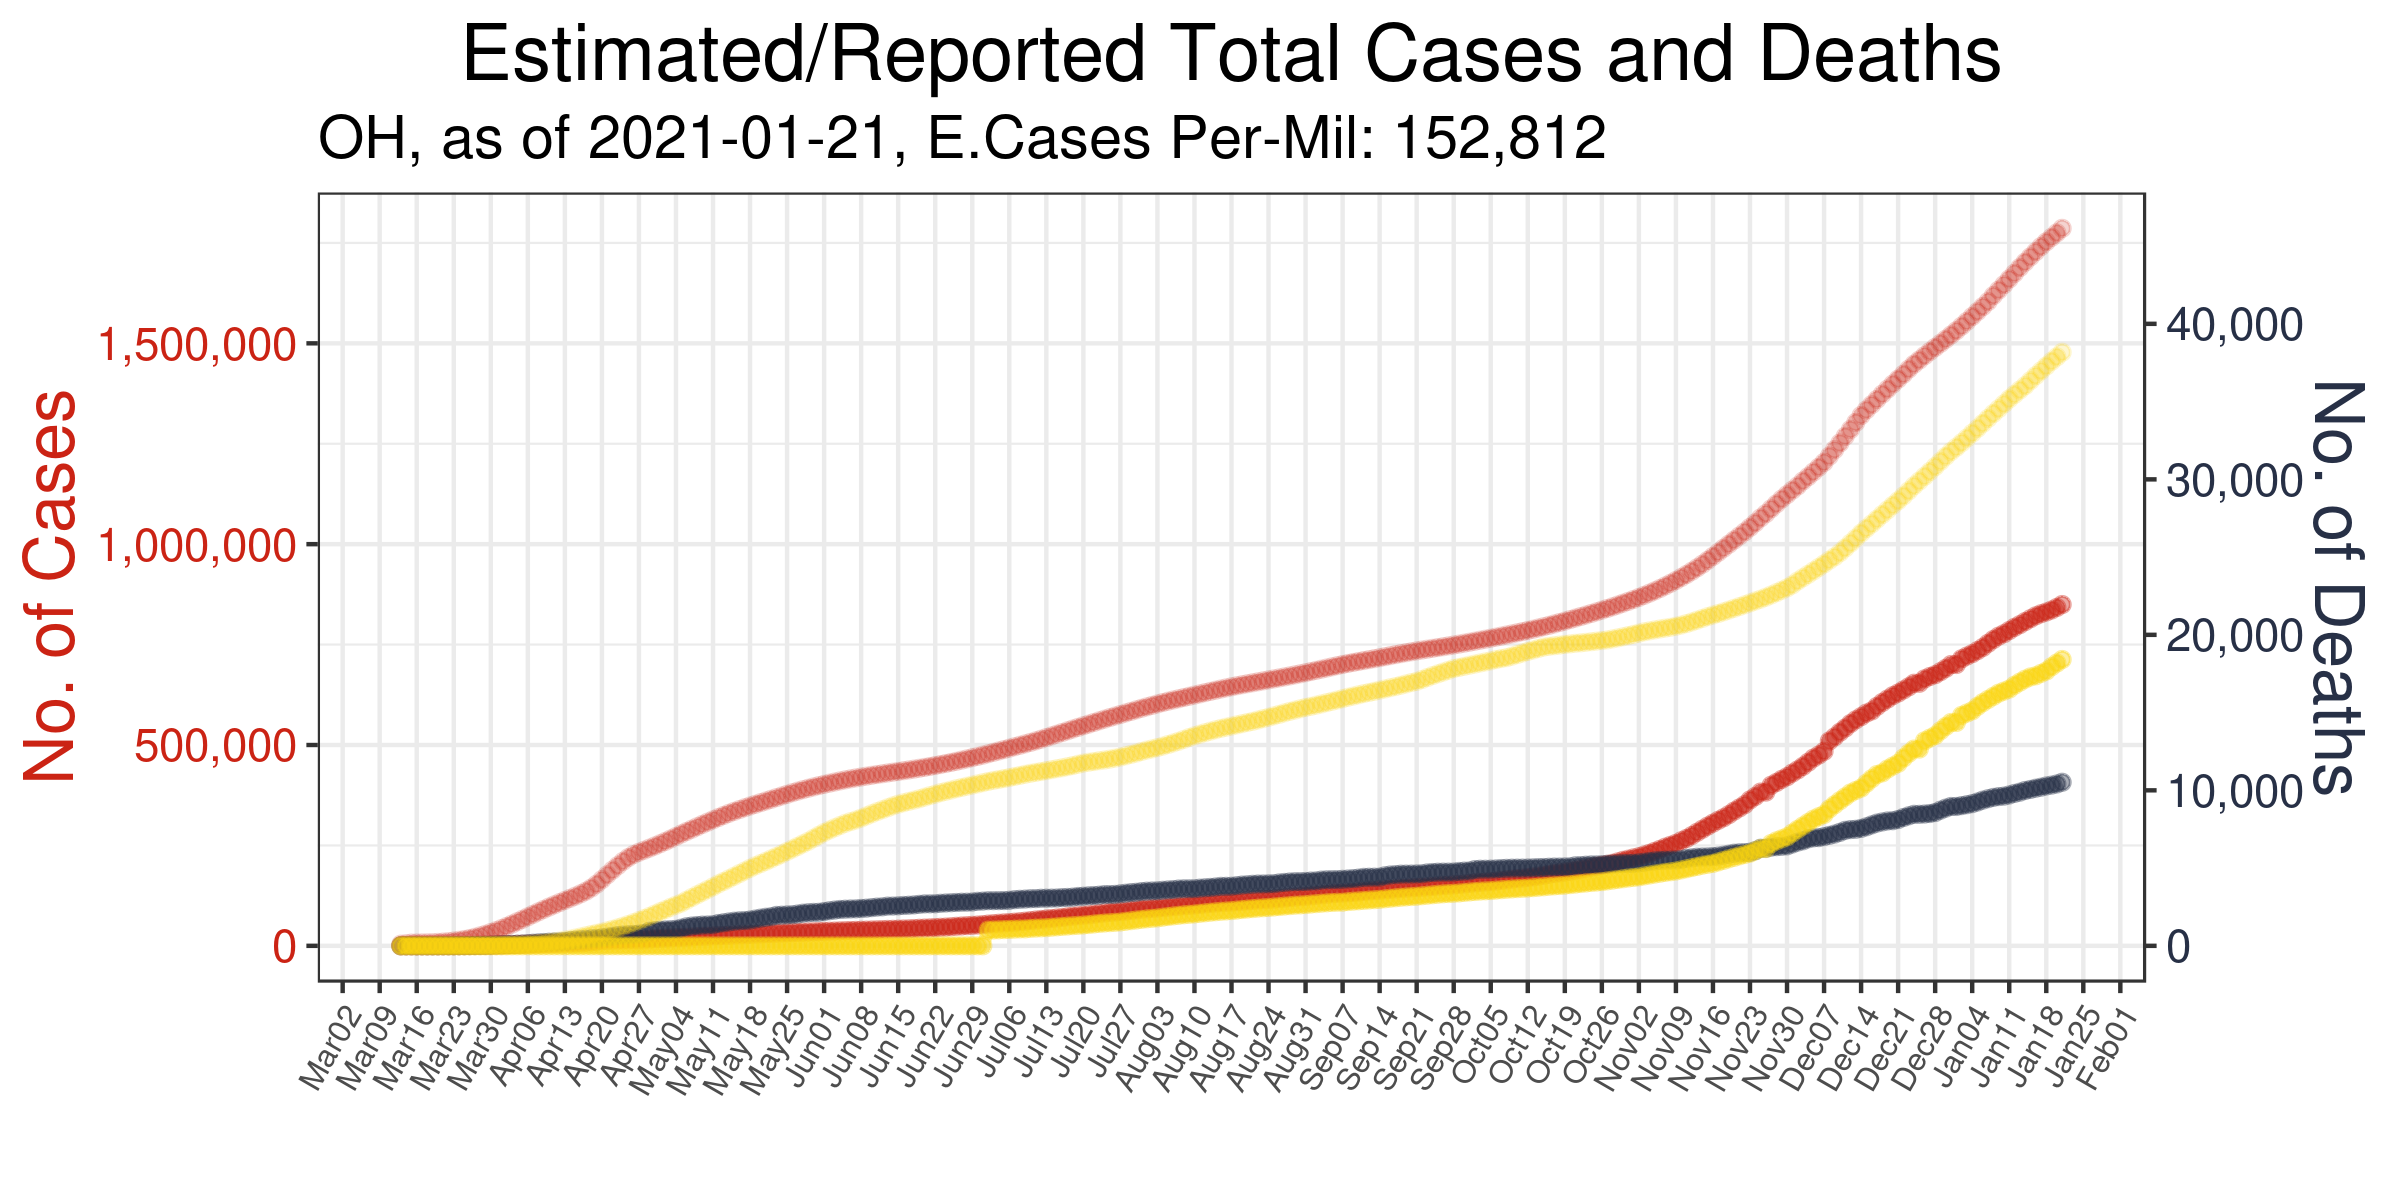 Estimated/Reported Total Cases and Deaths
OH, as of 2021-01-21, E.Cases Per-Mil: 152,812
No. of Cases
1,500,000
1,000,000
500,000
0
40,000
30,000
20,000
10,000
0
No. of Deaths
Mar02
Mar09
Mar16
Mar23
Mar30
Apr06
Apr13
Apr20
Apr27
May04
May11
May18
May25
Jun01
Jun08
Jun15
Jun22
Jun29
Jul06
Jul13
Jul20
Jul27
Aug03
Aug10
Aug17
Aug24
Aug31
Sep07
Sep14
Sep21
Sep28
Oct05
Oct12
Oct19
Oct26
Nov02
Nov09
Nov16
Nov23
Nov30
Dec07
Dec14
Dec21
Dec28
Jan04
Jan11
Jan18
Jan25
Feb01